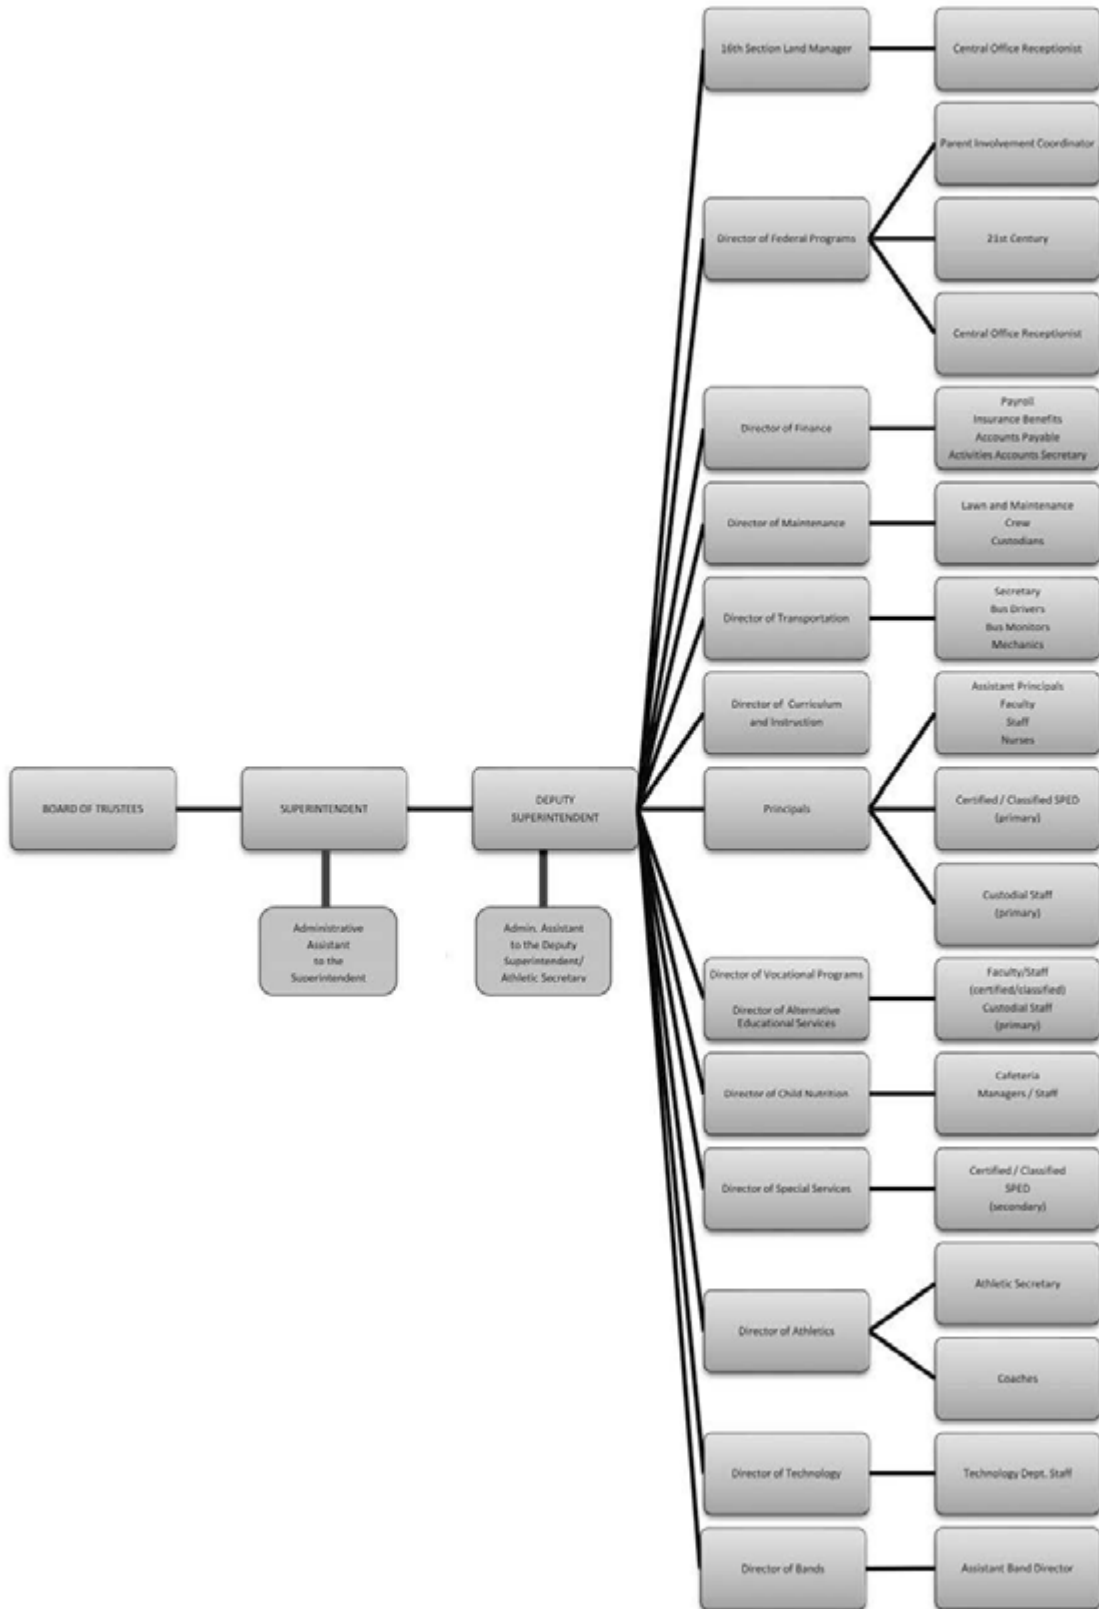 16th Section Land Manager
Central Office Receptionist
Parent Involvement Coordinator
Director of Federal Programs
21st Century
Central Office Receptionist
Director of Finance
Payroll
Insurance Benefits
Accounts Payable
Activities Accounts Secretary
Director of Maintenance
Lawn and Maintenance
Crew
Custodians
Director of Transportation
Secretary
Bus Drivers
Bus Monitors
Mechanics
Director of Curriculum
and Instruction
Assistant Principals
Faculty
Staff
Nurses
BOARD OF TRUSTEES
SUPERINTENDENT
DEPUTY
SUPERINTENDENT
Principals
Certified / Classified SPED
(primary)
Custodial Staff
(primary)
Administrative
Assistant
to the
Superintendent
Admin. Assistant
to the Deputy
Superintendent/
Athletic Secretary
Director of Vocational Programs
Director of Alternative
Educational Services
Faculty/Staff
(certified/classified)
Custodial Staff
(primary)
Director of Child Nutrition
Cafeteria
Managers / Staff
Director of Special Services
Certified / Classified
SPED
(secondary)
Director of Athletics
Athletic Secretary
Coaches
Director of Technology
Technology Dept. Staff
Director of Bands
Assistant Band Director